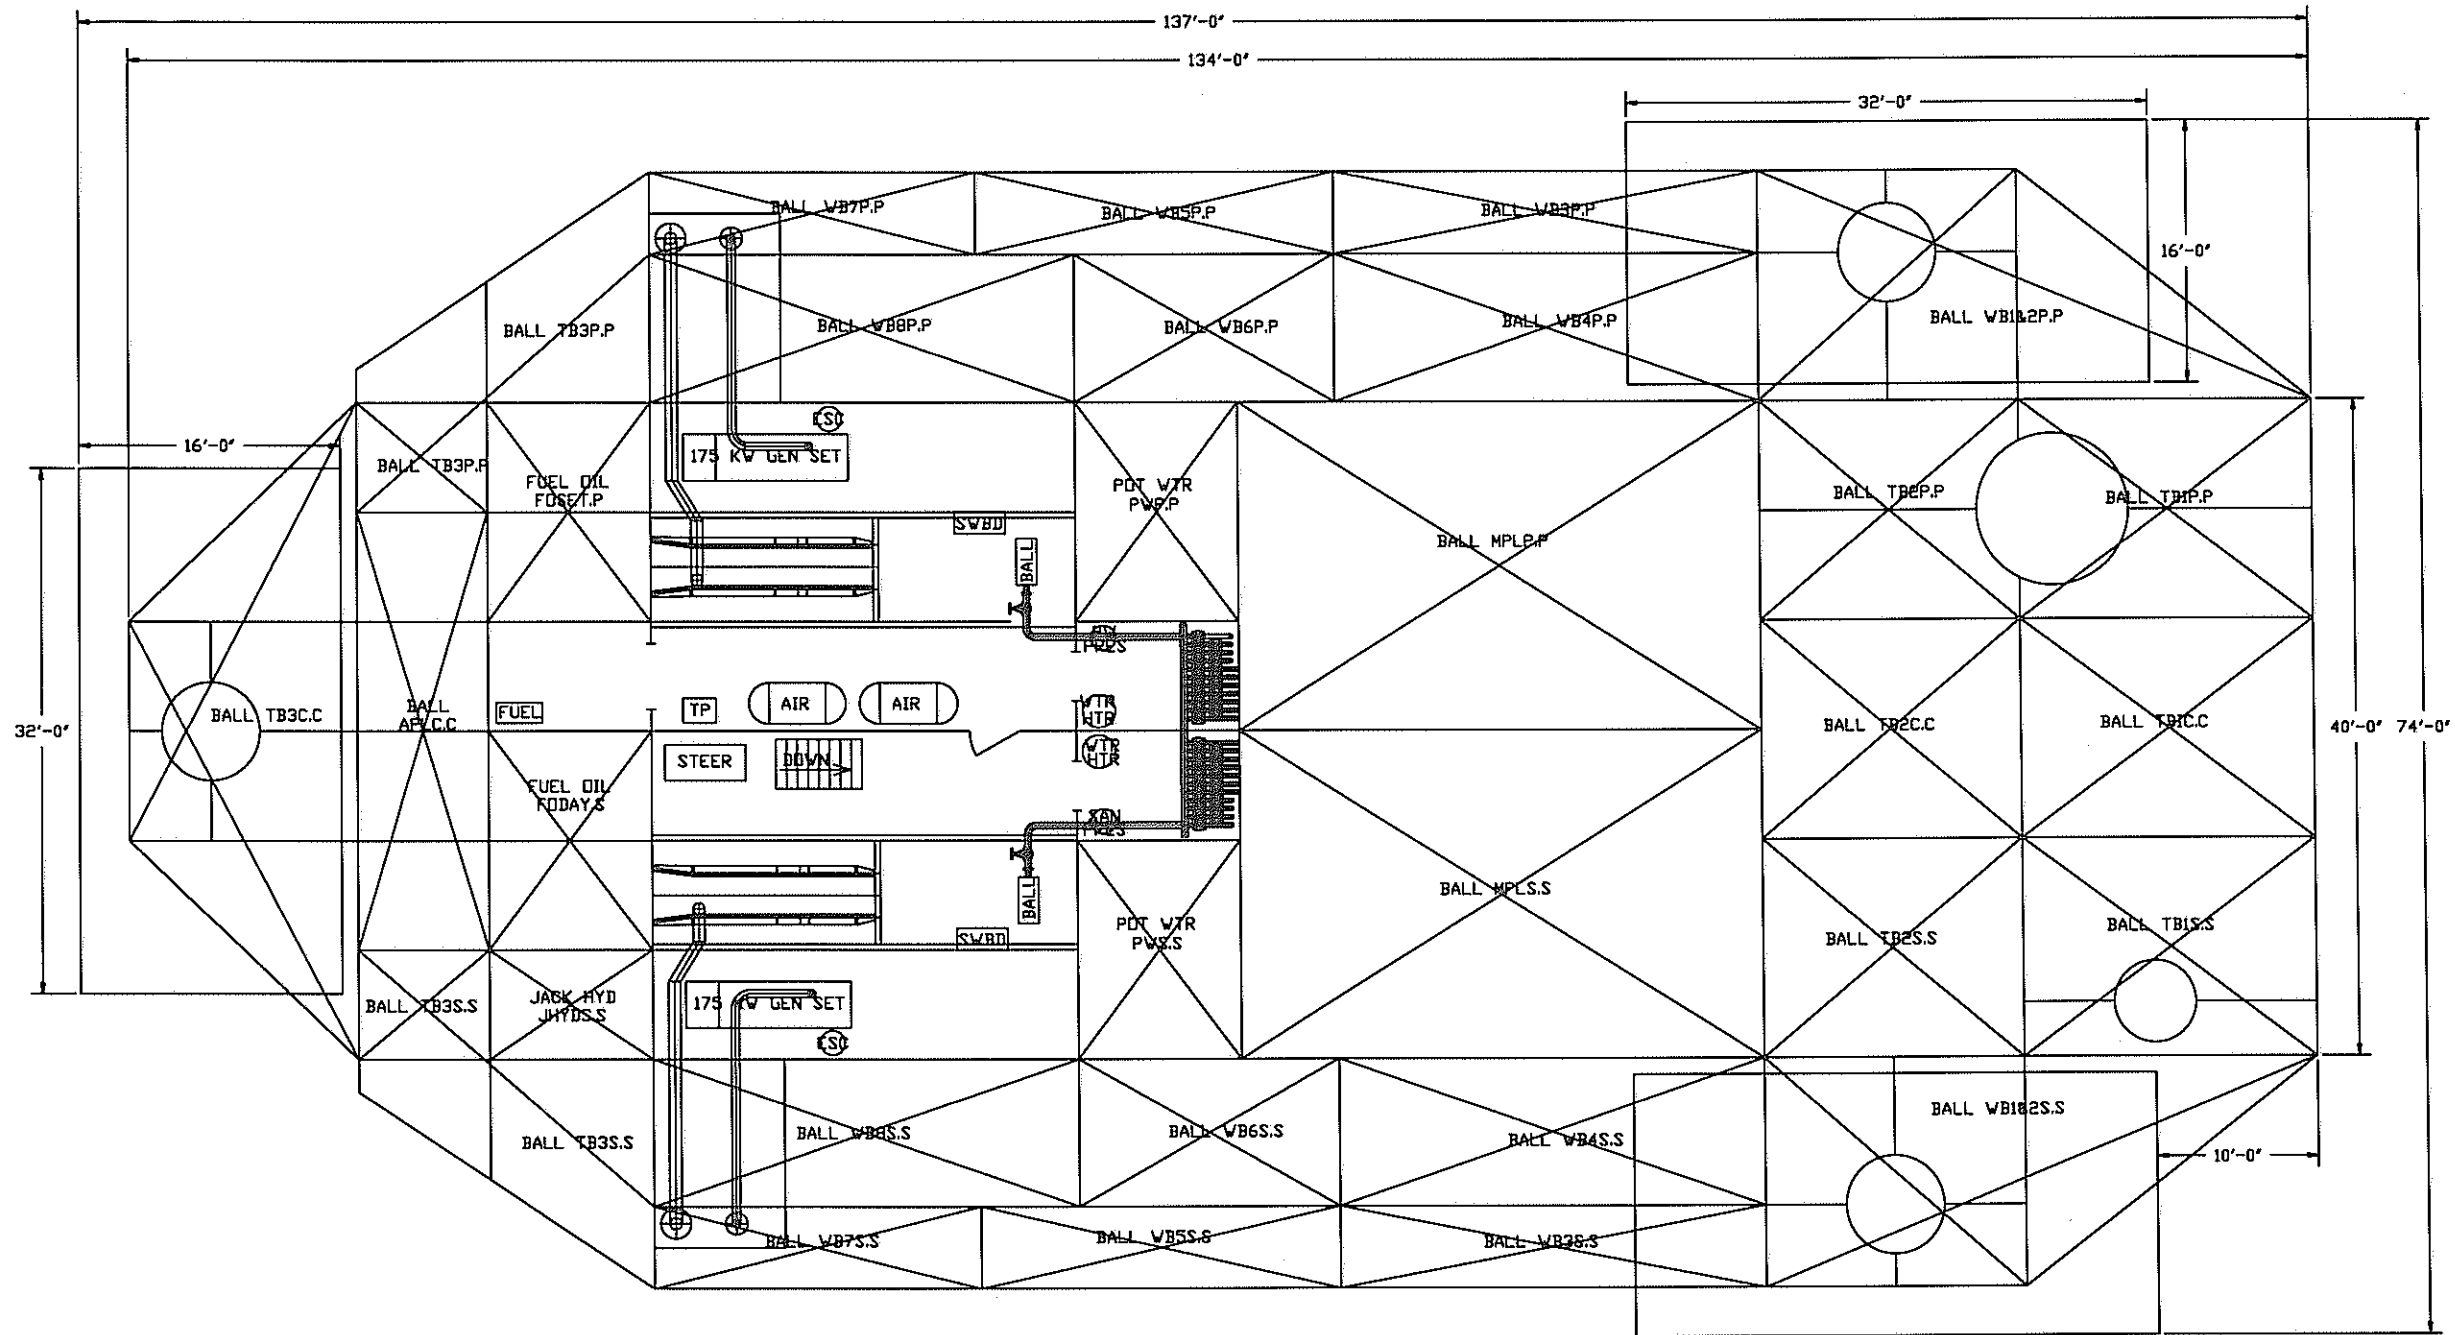 137'-0"
134'-0"
32'-0"
BALL WB7P.P
BALL WB5P.P
BALL WB3P.P
16'-0"
BALL TB3P.P
BALL WB8P.P
BALL WB6P.P
BALL WB4P.P
BALL WB1&2P.P
ESC
16'-0"
175 KW GEN SET
BALL TB3P.P
FUEL OIL
FOSET.P
POT WTR
PWP.P
BALL TB2P.P
BALL TB1P.P
SWBD
BALL
BALL MPLP.P
PRES
FUEL
TP
AIR
AIR
WTR
HTR
BALL TB3C.C
BALL
APLC.C
32'-0"
BALL TB2C.C
BALL TB1C.C
40'-0"
74'-0"
STEER
DOWN
WTR
HTR
FUEL OIL
FODAY.S
SAN
PRES
BALL
BALL MPLS.S
POT WTR
PWS.S
SWBD
BALL TB2S.S
BALL TB1S.S
BALL TB3S.S
JACK HYD
JHYDS.S
175 KW GEN SET
ESC
BALL TB3S.S
BALL WB8S.S
BALL WB6S.S
BALL WB4S.S
BALL WB1&2S.S
10'-0"
BALL WB7S.S
BALL WB5S.S
BALL WB3S.S